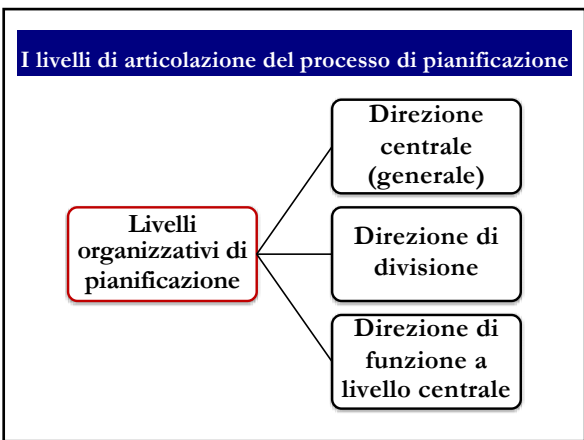 I livelli di articolazione del processo di pianificazione
Direzione
centrale
(generale)
Livelli
organizzativi di
pianificazione
Direzione di
divisione
Direzione di
funzione a
livello centrale